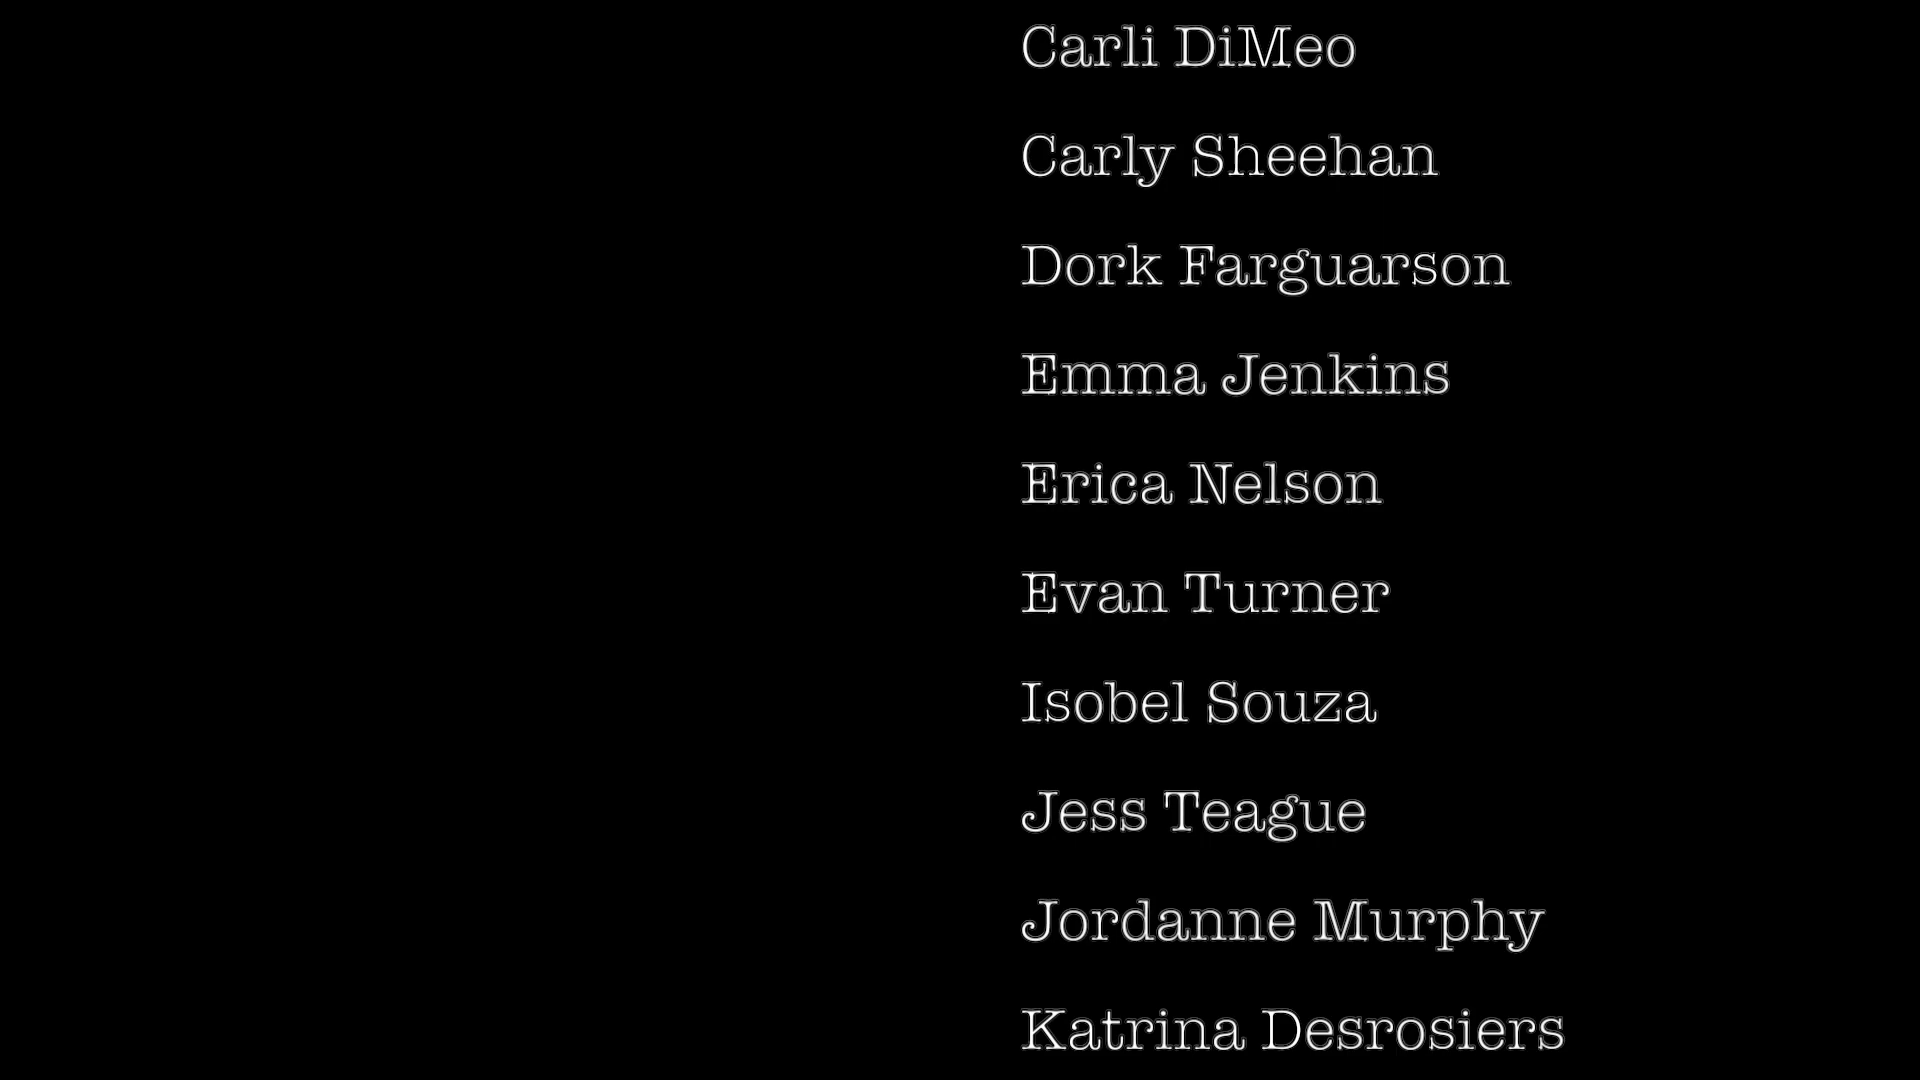 Carli DiMeo
Carly Sheehan
Dork Farguarson
Emma Jenkins
Erica Nelson
Evan Turner
Isobel Souza
Jess Teague
Jordanne Murphy
Katrina Desrosiers